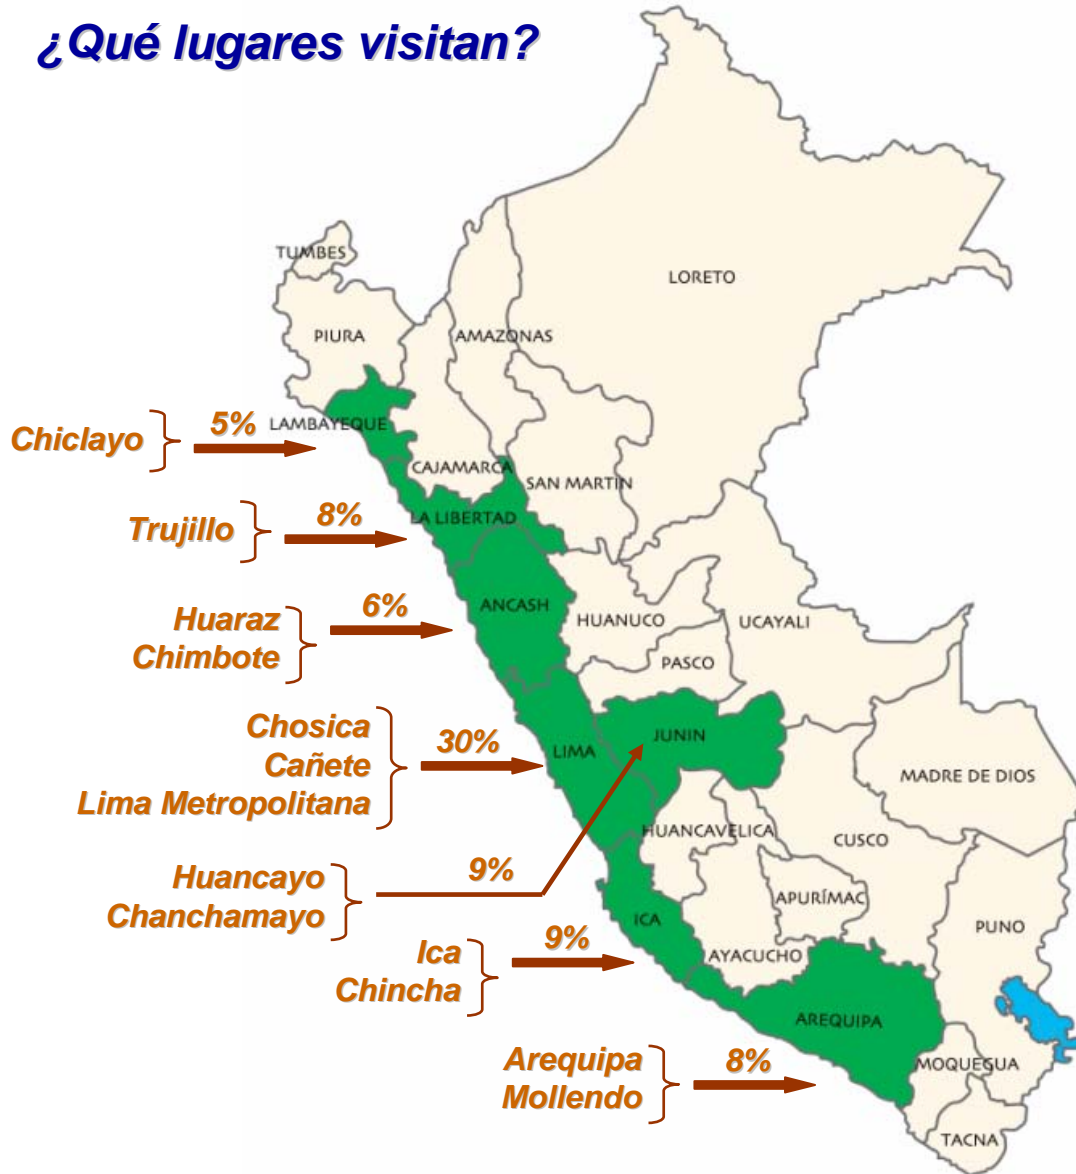 ¿Qué lugares visitan?
TUMBES
LORETO
PIURA
AMAZONAS
LAMBAYEQUE
5%
Chiclayo
CAJAMARCA
SAN MARTIN
8%
LA LIBERTAD
Trujillo
6%
ANCASH
Huaraz
Chimbote
HUANUCO
UCAYALI
PASCO
Chosica
Cañete
Lima Metropolitana
30%
LIMA
JUNIN
MADRE DE DIOS
HUANCAVELICA
CUSCO
Huancayo
Chanchamayo
9%
APURÍMAC
ICA
PUNO
Ica
Chincha
9%
AYACUCHO
AREQUIPA
Arequipa
Mollendo
8%
MOQUEGUA
TACNA